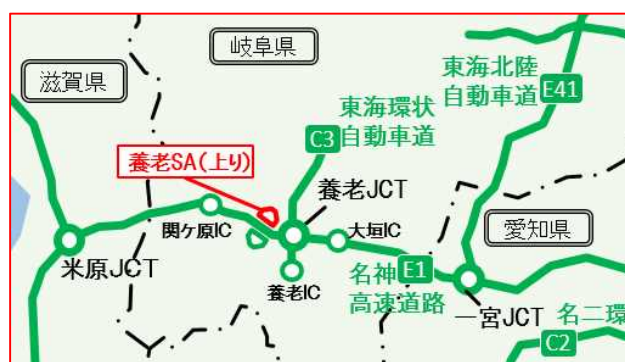 岐阜県
滋賀県
東海北陸
自動車道
E41
東海環状
自動車道
C3
養老SA(上り)
養老JCT
関ケ原IC
大垣IC
愛知県
米原JCT
養老IC
名神
高速道路
E1
一宮JCT
名二環
C2